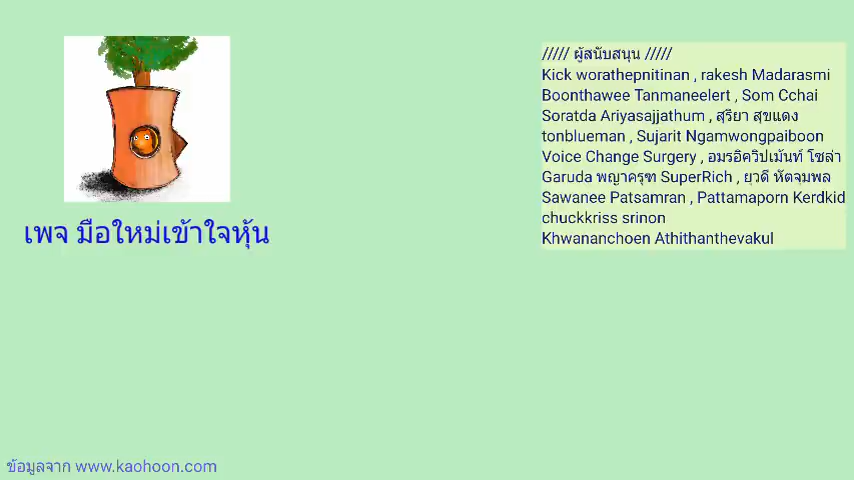 ///// ผู้สนับสนุน /////
Kick worathepnitinan , rakesh Madarasmi
Boonthawee Tanmaneelert , Som Cchai
Soratda Ariyasajjathum , สุริยา สุขแดง
tonblueman , Sujarit Ngamwongpaiboon
Voice Change Surgery , อมรอิควิปเม้นท์ โซล่า
Garuda พญาครุฑ SuperRich , ยุวดี หัตจุมพล
Sawanee Patsamran , Pattamaporn Kerdkid
chuckkriss srinon
Khwananchoen Athithanthevakul
เพจ มือใหม่เข้าใจหุ้น
ข้อมูลจาก www.kaohoon.com